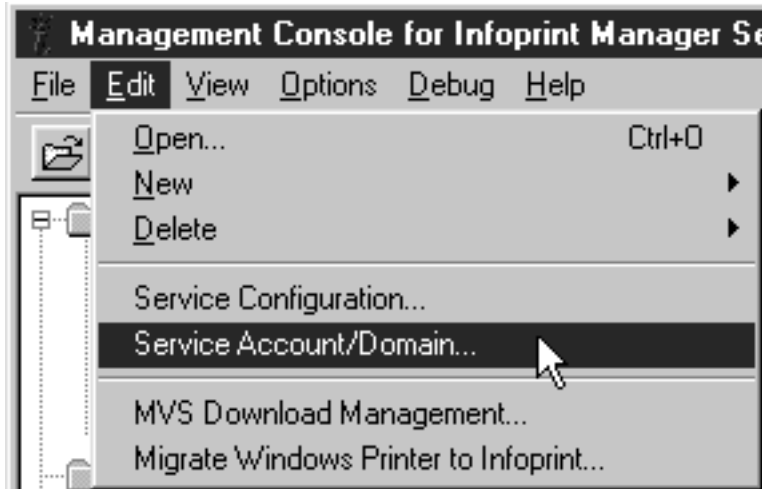 Management Console for Infoprint Manager Se
File Edit View Options Debug Help
Open... Ctrl+O
New
Delete
Service Configuration...
Service Account/Domain...
MVS Download Management...
Migrate Windows Printer to Infoprint...